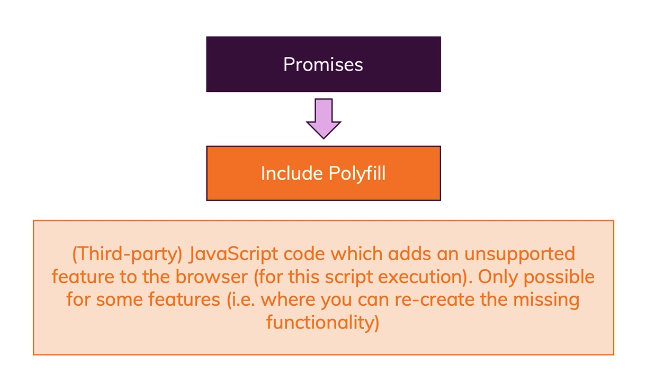 Promises
Include Polyfill
(Third-party) JavaScript code which adds an unsupported
feature to the browser (for this script execution). Only possible
for some features (i.e. where you can re-create the missing
functionality)